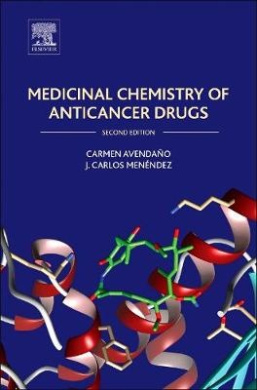 ELSEVIER
MEDICINAL CHEMISTRY OF
ANTICANCER DRUGS
SECOND EDITION
CARMEN AVENDAÑO
J. CARLOS MENÉNDEZ